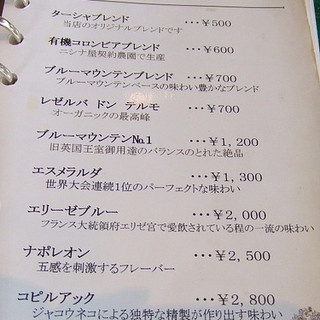 ターシャブレンド ･･･￥500
当店のオリジナルブレンドです
有機コロンビアブレンド ･･･￥600
ニシナ屋契約農園で生産
ブルーマウンテンブレンド ･･･￥700
ブルーマウンテンベースの味わい豊かなブレンド
レゼルバ ドン テルモ ･･･￥700
オーガニックの最高峰
ブルーマウンテン№1 ･･･￥1,200
旧英国王室御用達のバランスのとれた絶品
エスメラルダ ･･･￥1,300
世界大会連続1位のパーフェクトな味わい
エリーゼブルー ･･･￥2,000
フランス大統領府エリゼ宮で愛飲されている程の一流の味わい
ナポレオン ･･･￥2,500
五感を刺激するフレーバー
コピルアック ･･･￥2,800
ジャコウネコによる独特な精製が作り出す味わい